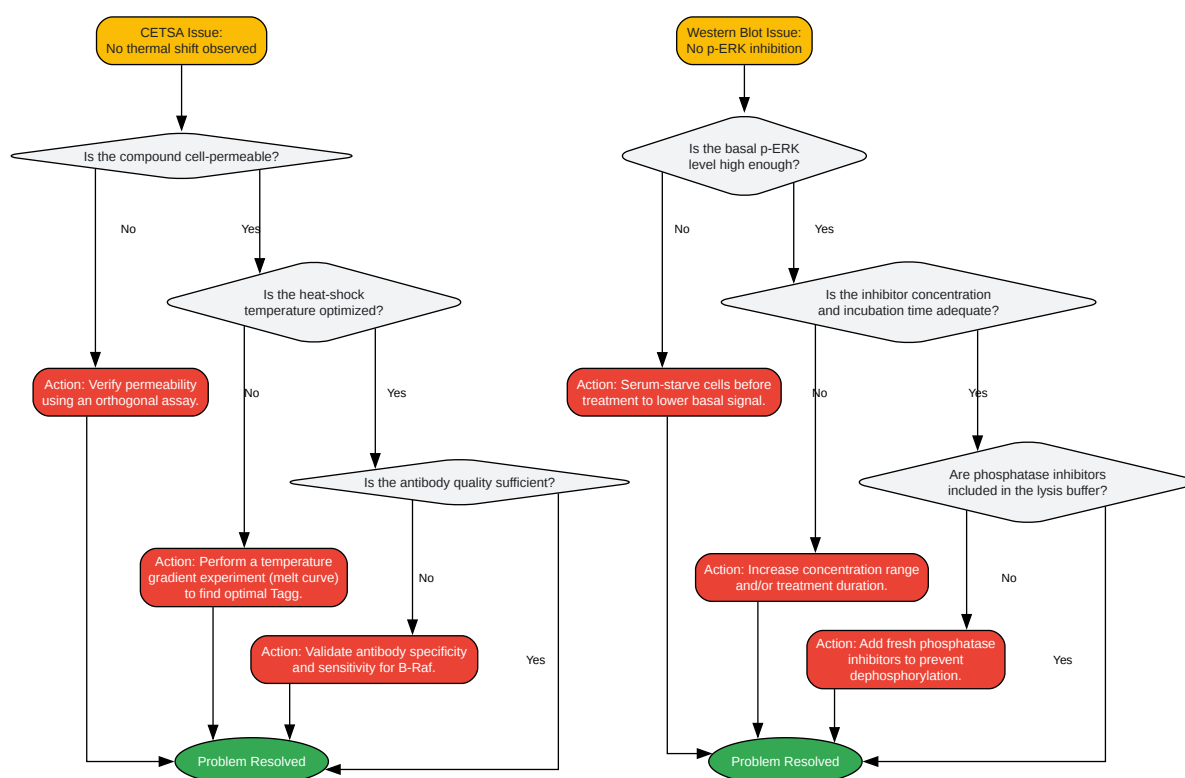 CETSA Issue:
No thermal shift observed
Is the compound cell-permeable?
No
Yes
Is the heat-shock
temperature optimized?
Action: Verify permeability
using an orthogonal assay.
No
Yes
Is the antibody quality sufficient?
Action: Perform a temperature
gradient experiment (melt curve)
to find optimal Tagg.
No
Action: Validate antibody specificity
and sensitivity for B-Raf.
Yes
Problem Resolved
Western Blot Issue:
No p-ERK inhibition
Is the basal p-ERK
level high enough?
No
Yes
Is the inhibitor concentration
and incubation time adequate?
Action: Serum-starve cells before
treatment to lower basal signal.
No
Yes
Are phosphatase inhibitors
included in the lysis buffer?
Action: Increase concentration range
and/or treatment duration.
No
Action: Add fresh phosphatase
inhibitors to prevent
dephosphorylation.
Yes
Problem Resolved